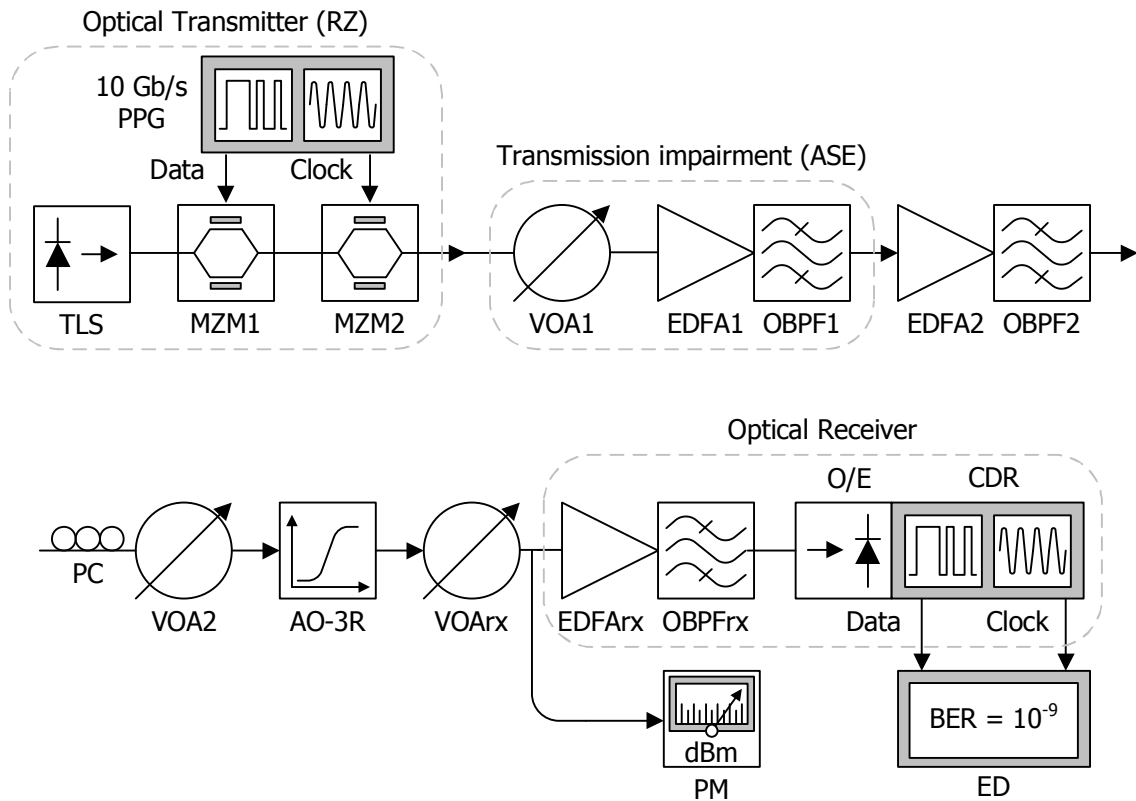 Optical Transmitter (RZ)
10 Gb/s
PPG
Data
Clock
Transmission impairment (ASE)
TLS
MZM1
MZM2
VOA1
EDFA1
OBPF1
EDFA2
OBPF2
Optical Receiver
O/E
CDR
PC
VOA2
AO-3R
VOArx
EDFArx
OBPFrx
Data
Clock
dBm
PM
BER = 10⁻⁹
ED